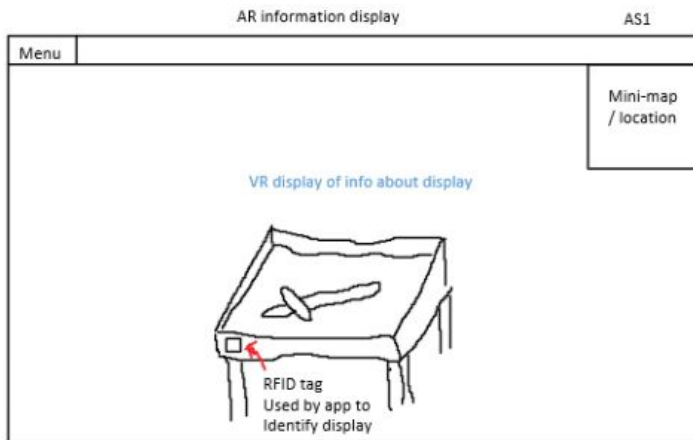 AR information display
AS1
Menu
Mini-map
/ location
VR display of info about display
RFID tag
Used by app to
Identify display